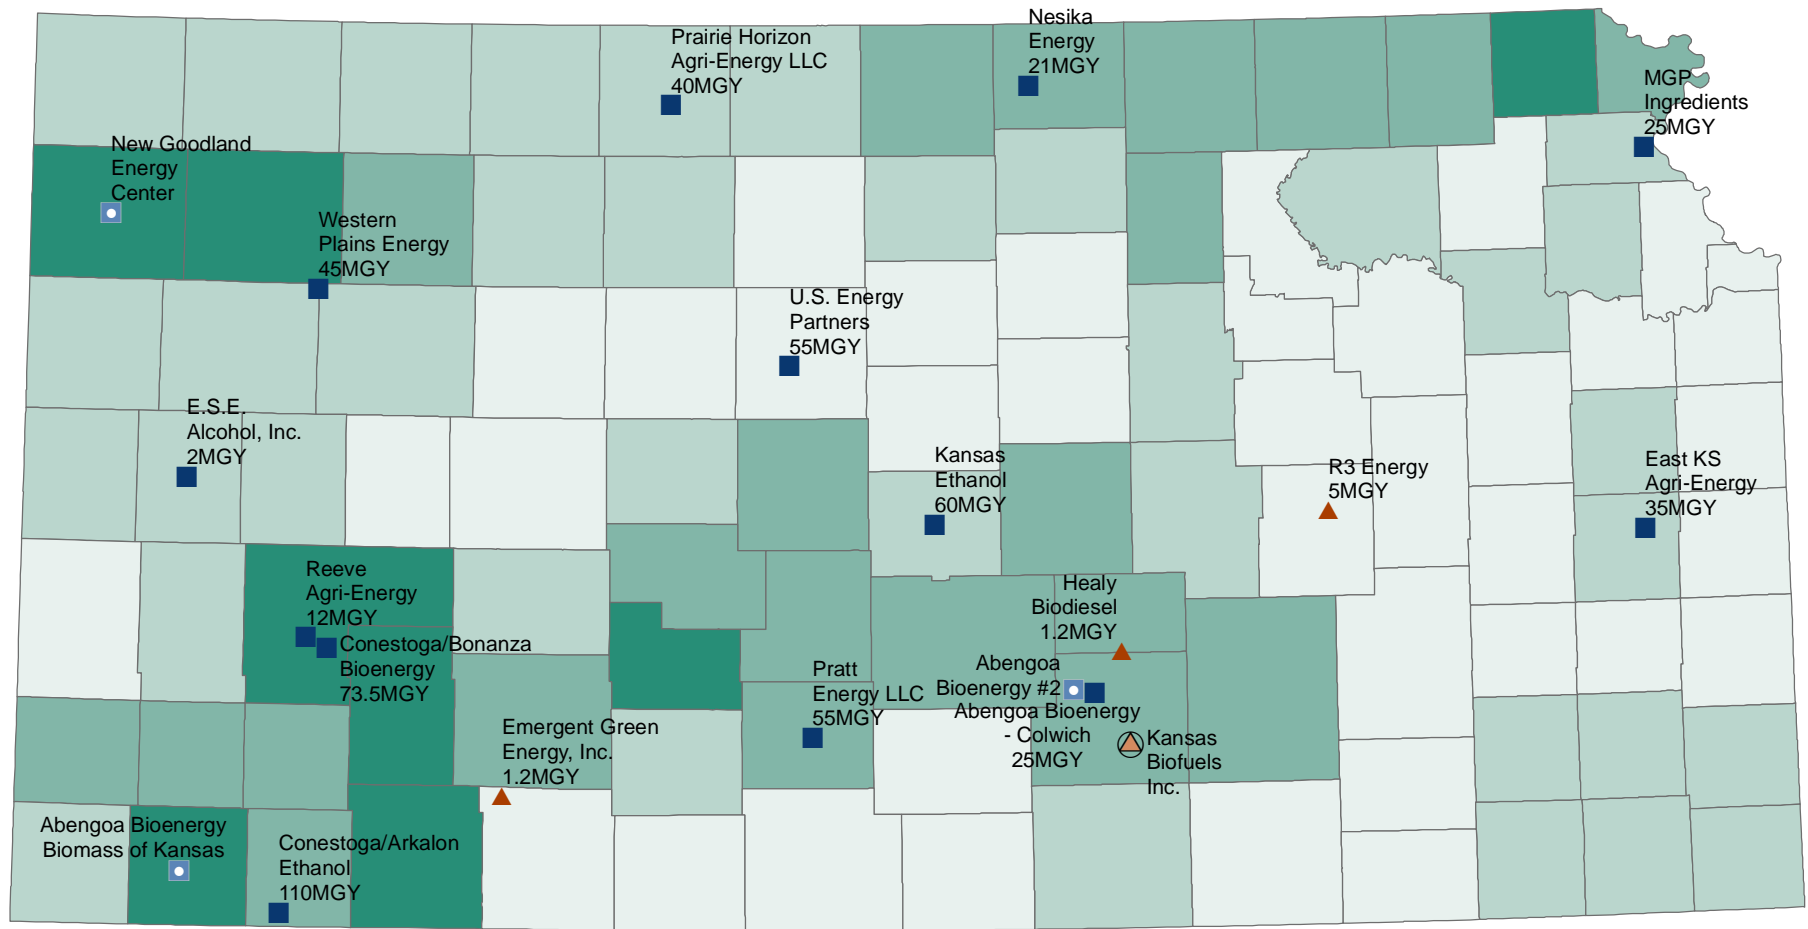 Nesika
Energy
21MGY
Prairie Horizon
Agri-Energy LLC
40MGY
MGP
Ingredients
25MGY
New Goodland
Energy
Center
Western
Plains Energy
45MGY
U.S. Energy
Partners
55MGY
E.S.E.
Alcohol, Inc.
2MGY
Kansas
Ethanol
60MGY
R3 Energy
5MGY
East KS
Agri-Energy
35MGY
Reeve
Agri-Energy
12MGY
Conestoga/Bonanza
Bioenergy
73.5MGY
Healy
Biodiesel
1.2MGY
Abengoa
Bioenergy #2
Abengoa Bioenergy
- Colwich
25MGY
Pratt
Energy LLC
55MGY
Emergent Green
Energy, Inc.
1.2MGY
Kansas
Biofuels
Inc.
Abengoa Bioenergy
Biomass of Kansas
Conestoga/Arkalon
Ethanol
110MGY